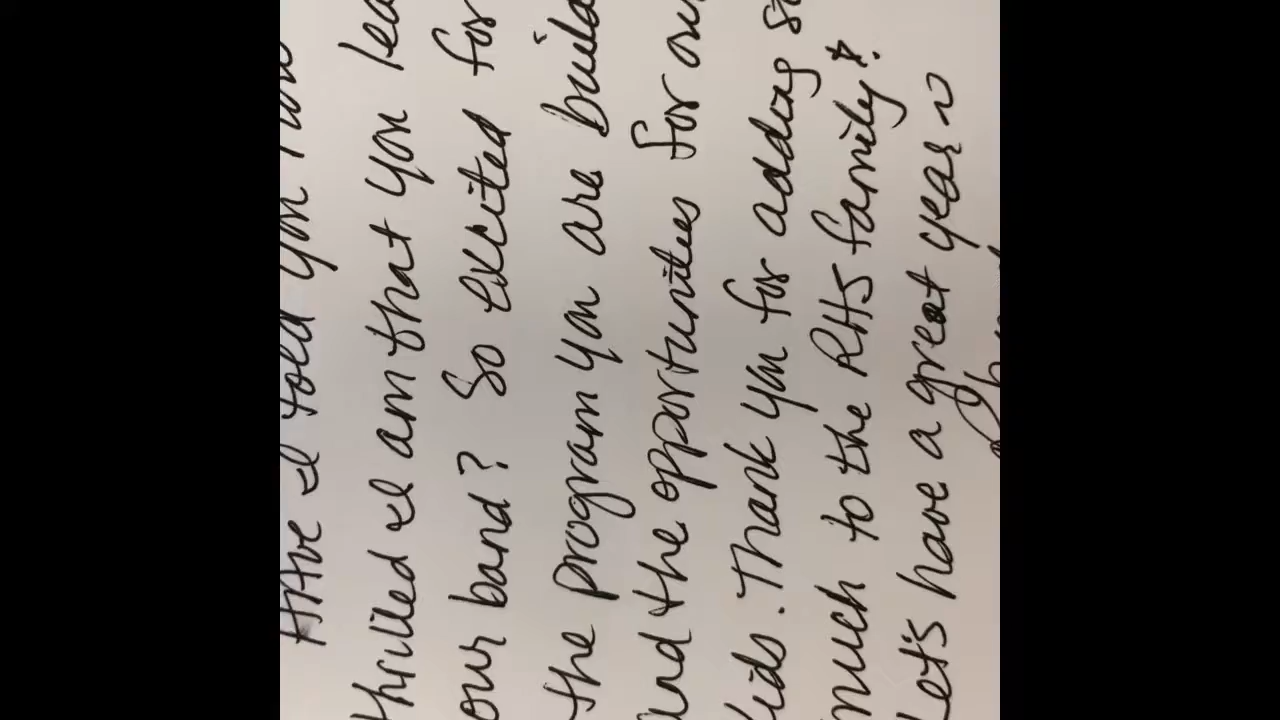 Have I told you how
thrilled I am that you lea
our band? So excited for
the program you are build
and the opportunities for our
kids. Thank you for adding so
much to the RHS family!
Let's have a great year ~